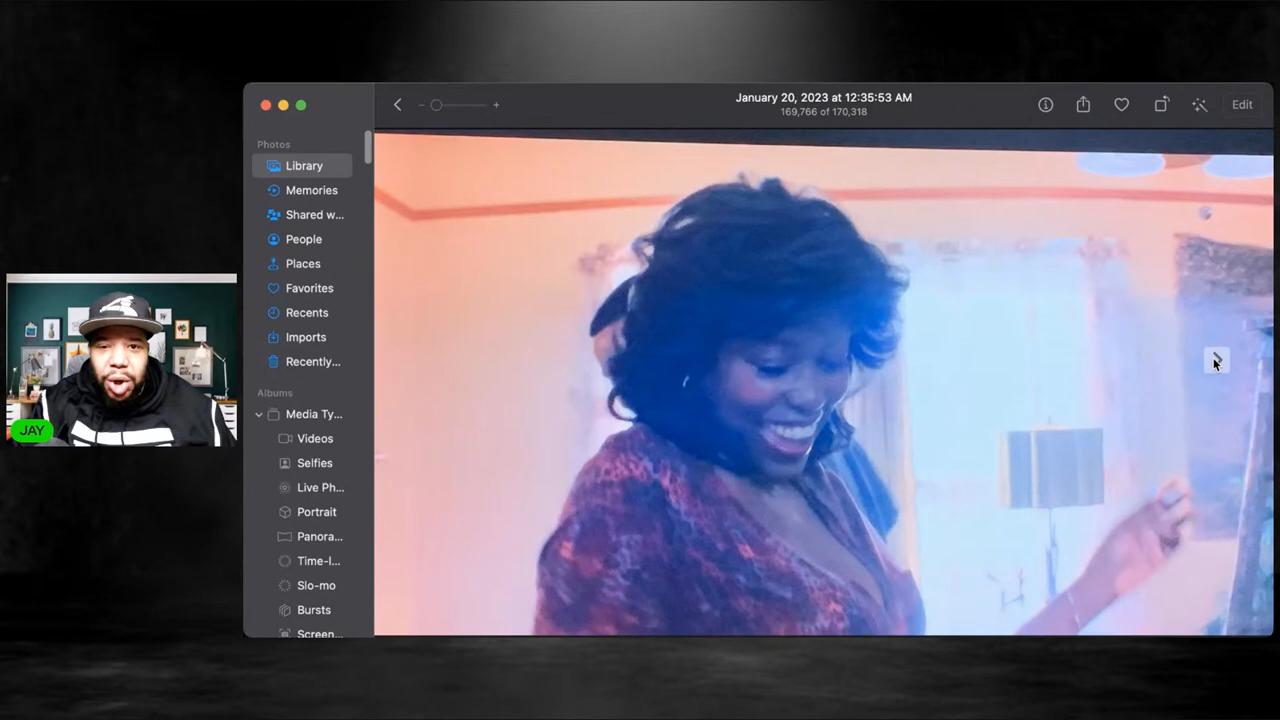 January 20, 2023 at 12:35:53 AM
169,766 of 170,318
Edit
Photos
Library
Memories
Shared w...
People
Places
Favorites
Recents
Imports
Recently...
Albums
Media Ty...
Videos
Selfies
Live Ph...
Portrait
Panora...
Time-l...
Slo-mo
Bursts
Screen...
JAY